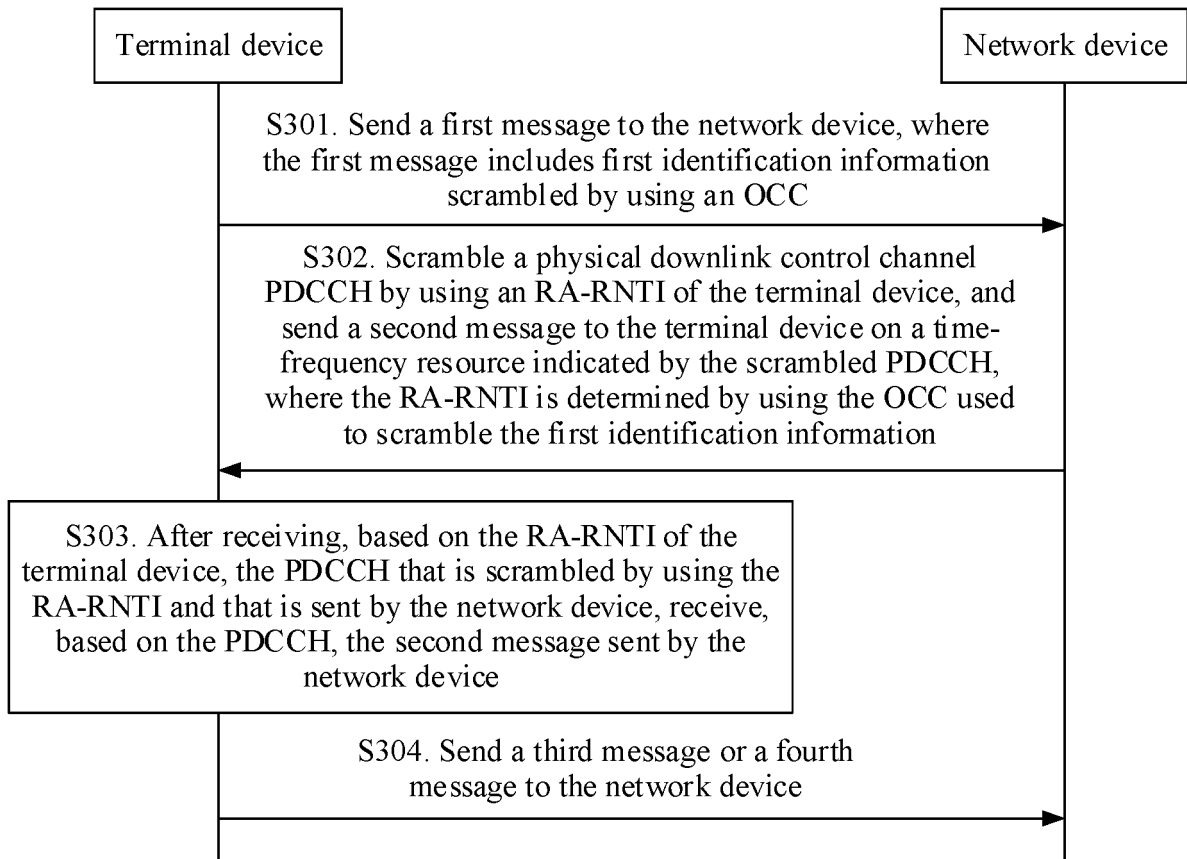 Terminal device
Network device
S301. Send a first message to the network device, where
the first message includes first identification information
scrambled by using an OCC
S302. Scramble a physical downlink control channel
PDCCH by using an RA-RNTI of the terminal device, and
send a second message to the terminal device on a time-
frequency resource indicated by the scrambled PDCCH,
where the RA-RNTI is determined by using the OCC used
to scramble the first identification information
S303. After receiving, based on the RA-RNTI of the
terminal device, the PDCCH that is scrambled by using the
RA-RNTI and that is sent by the network device, receive,
based on the PDCCH, the second message sent by the
network device
S304. Send a third message or a fourth
message to the network device